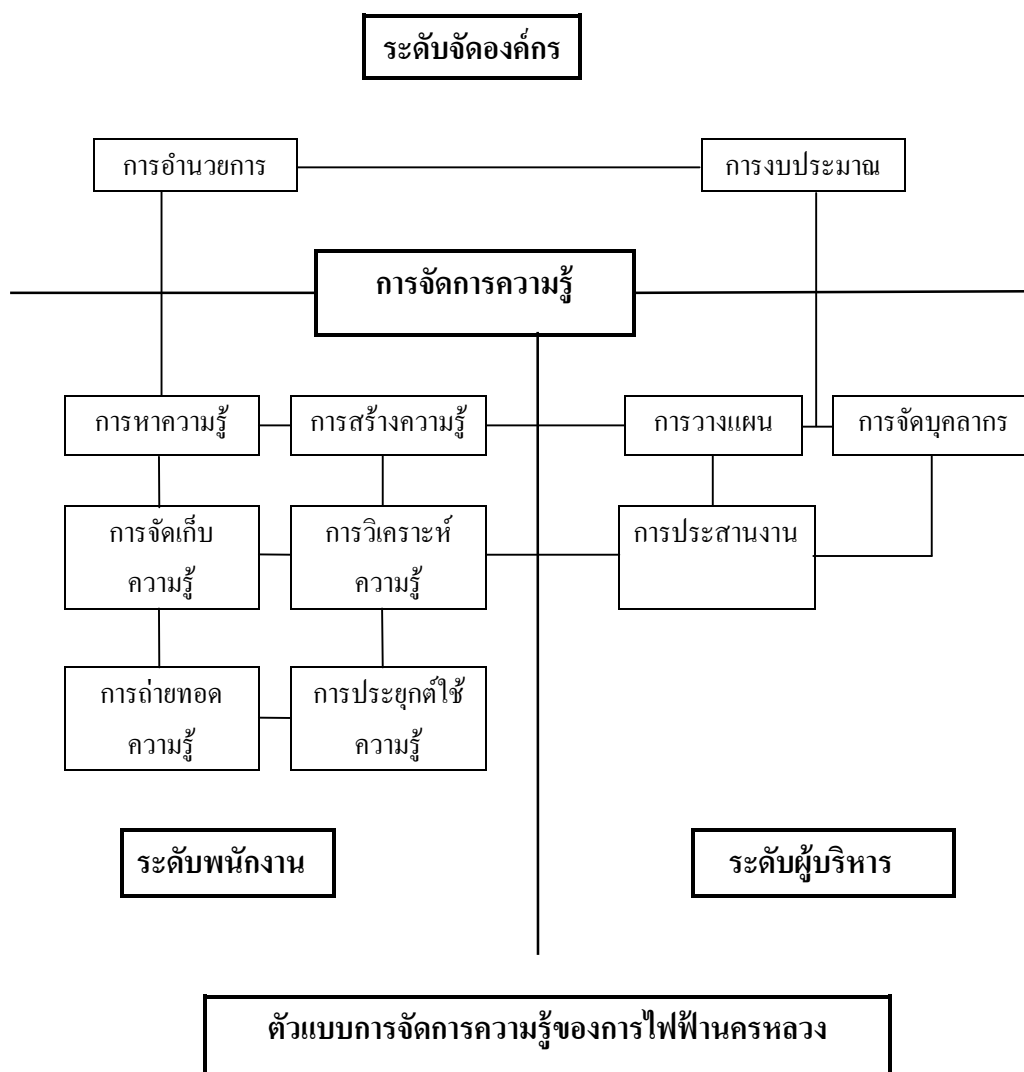 ระดับจัดองค์กร
การอำนวยการ
การงบประมาณ
การจัดการความรู้
การหาความรู้
การสร้างความรู้
การวางแผน
การจัดบุคลากร
การจัดเก็บ
ความรู้
การวิเคราะห์
ความรู้
การประสานงาน
การถ่ายทอด
ความรู้
การประยุกต์ใช้
ความรู้
ระดับพนักงาน
ระดับผู้บริหาร
ตัวแบบการจัดการความรู้ของการไฟฟ้านครหลวง